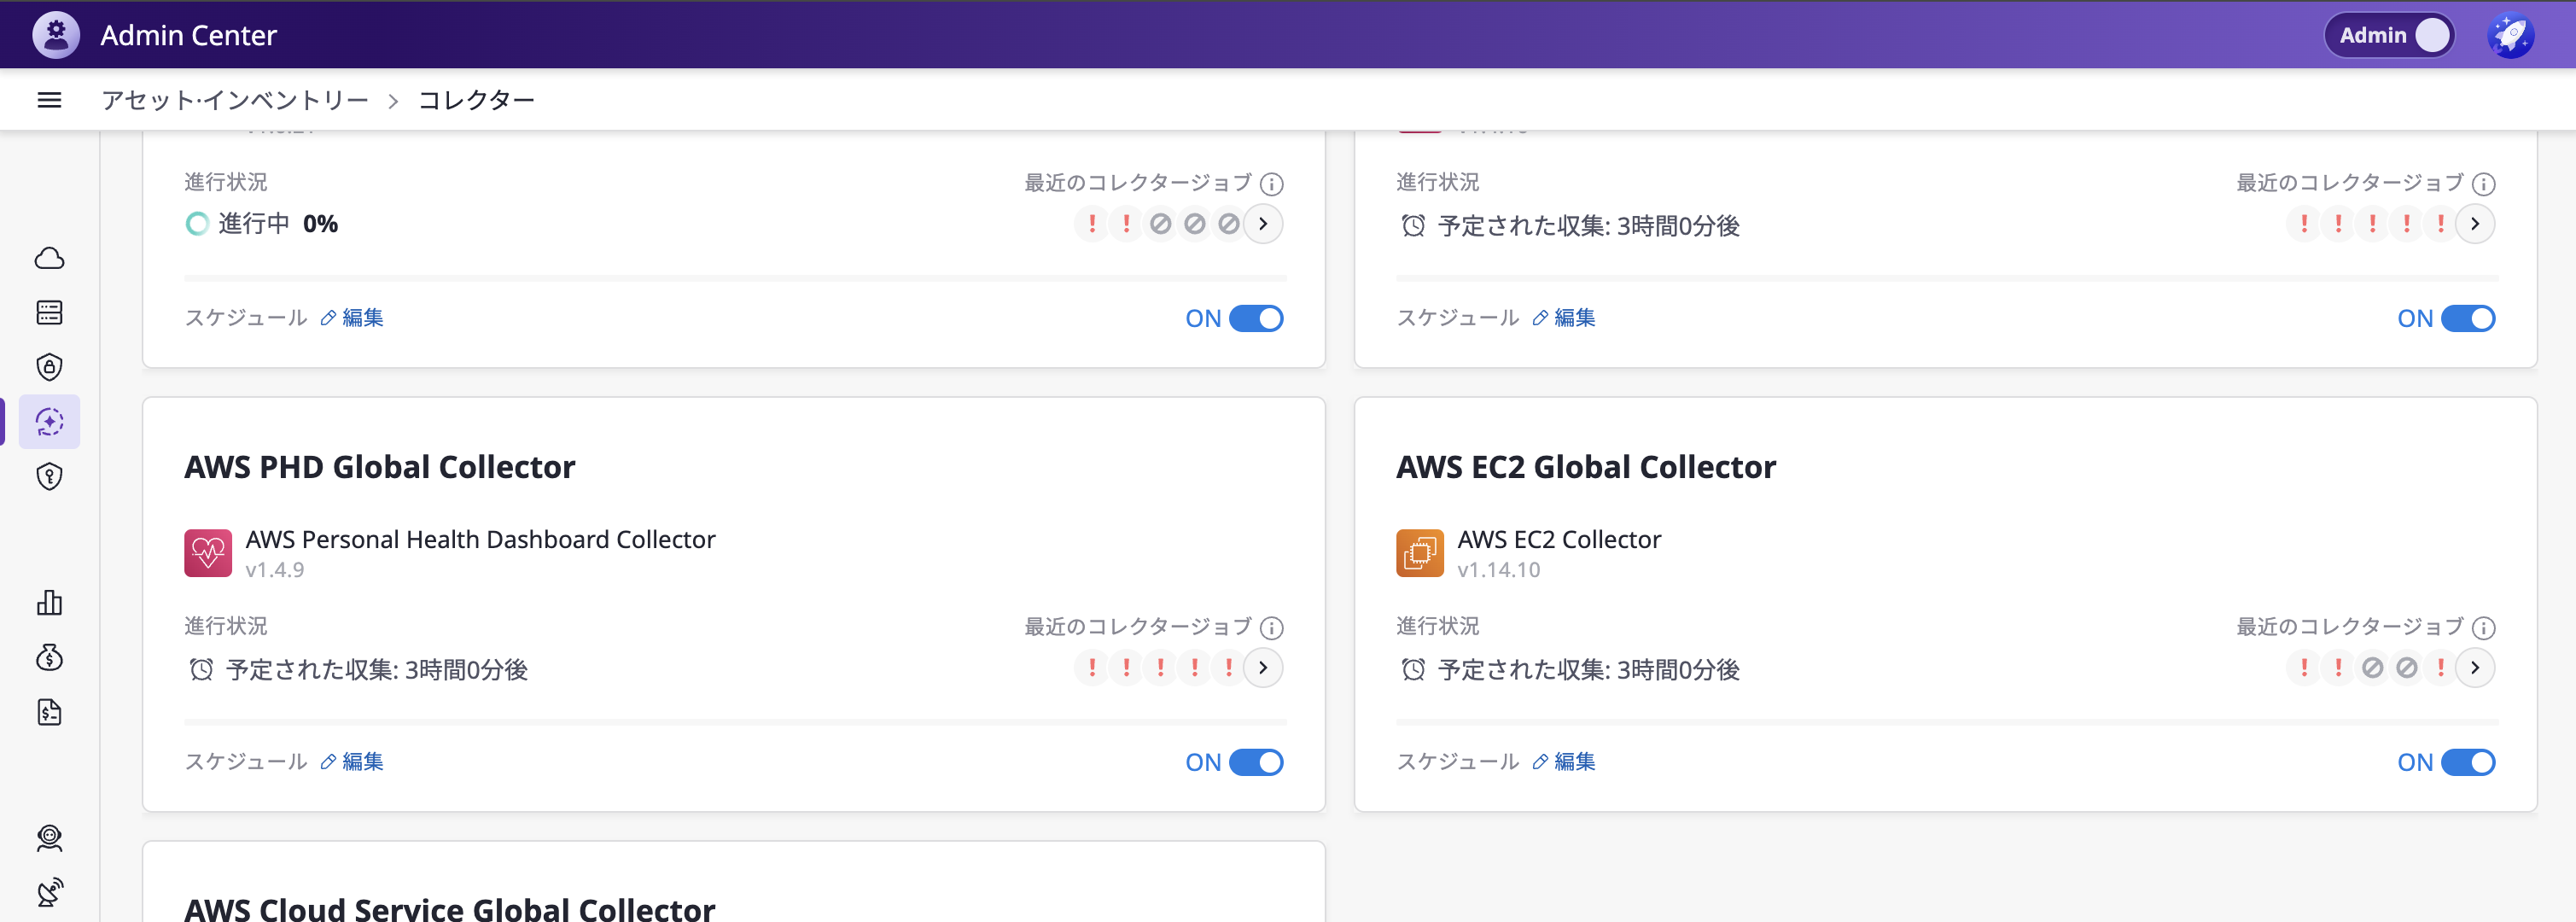 Admin Center
Admin
アセット·インベントリー > コレクター
進行状況
最近のコレクタージョブ
進行中 0%
スケジュール 編集
ON
進行状況
最近のコレクタージョブ
予定された収集: 3時間0分後
スケジュール 編集
ON
AWS PHD Global Collector
AWS Personal Health Dashboard Collector
v1.4.9
進行状況
最近のコレクタージョブ
予定された収集: 3時間0分後
スケジュール 編集
ON
AWS EC2 Global Collector
AWS EC2 Collector
v1.14.10
進行状況
最近のコレクタージョブ
予定された収集: 3時間0分後
スケジュール 編集
ON
AWS Cloud Service Global Collector